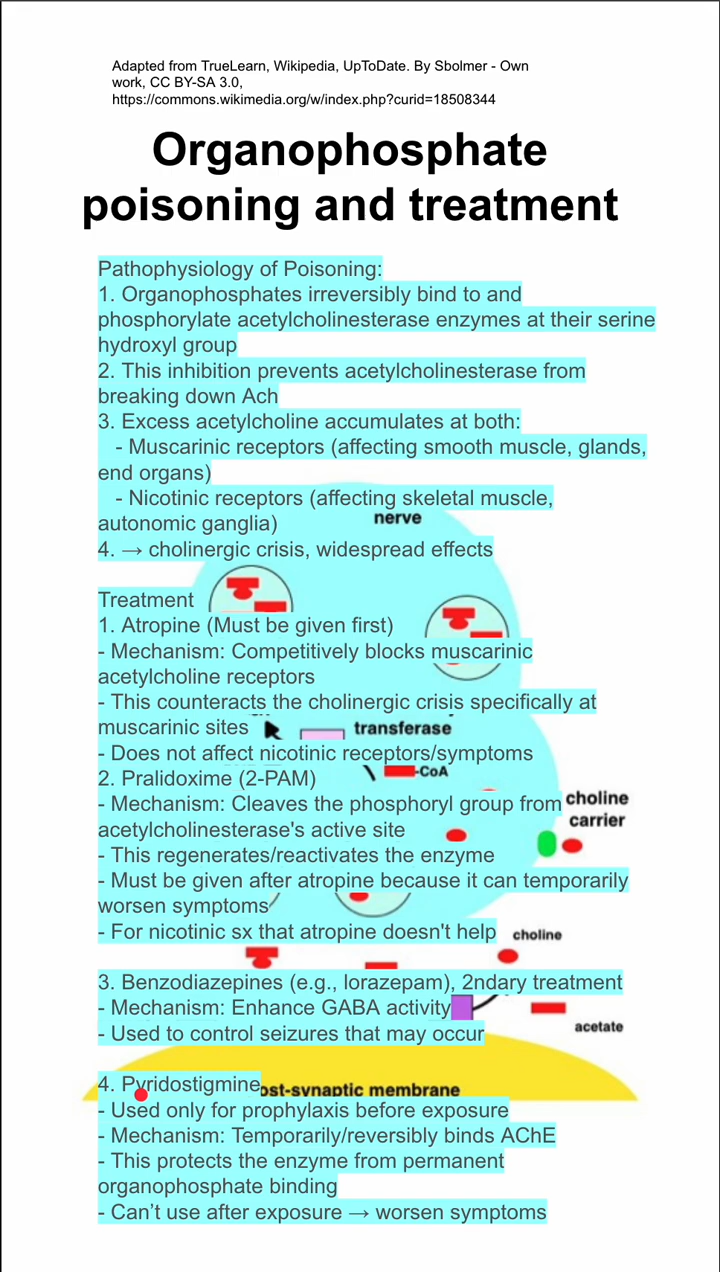 Adapted from TrueLearn, Wikipedia, UpToDate. By Sbolmer - Own
work, CC BY-SA 3.0,
https://commons.wikimedia.org/w/index.php?curid=18508344
Organophosphate
poisoning and treatment
Pathophysiology of Poisoning:
1. Organophosphates irreversibly bind to and
phosphorylate acetylcholinesterase enzymes at their serine
hydroxyl group
2. This inhibition prevents acetylcholinesterase from
breaking down Ach
3. Excess acetylcholine accumulates at both:
- Muscarinic receptors (affecting smooth muscle, glands,
end organs)
- Nicotinic receptors (affecting skeletal muscle,
autonomic ganglia)
nerve
4. → cholinergic crisis, widespread effects
Treatment
1. Atropine (Must be given first)
- Mechanism: Competitively blocks muscarinic
acetylcholine receptors
- This counteracts the cholinergic crisis specifically at
muscarinic sites
transferase
- Does not affect nicotinic receptors/symptoms
2. Pralidoxime (2-PAM)
-CoA
- Mechanism: Cleaves the phosphoryl group from
acetylcholinesterase's active site
choline
carrier
- This regenerates/reactivates the enzyme
- Must be given after atropine because it can temporarily
worsen symptoms
- For nicotinic sx that atropine doesn't help
choline
3. Benzodiazepines (e.g., lorazepam), 2ndary treatment
- Mechanism: Enhance GABA activity
- Used to control seizures that may occur
acetate
4. Pyridostigmine
ost-synaptic membrane
- Used only for prophylaxis before exposure
- Mechanism: Temporarily/reversibly binds AChE
- This protects the enzyme from permanent
organophosphate binding
- Can’t use after exposure → worsen symptoms